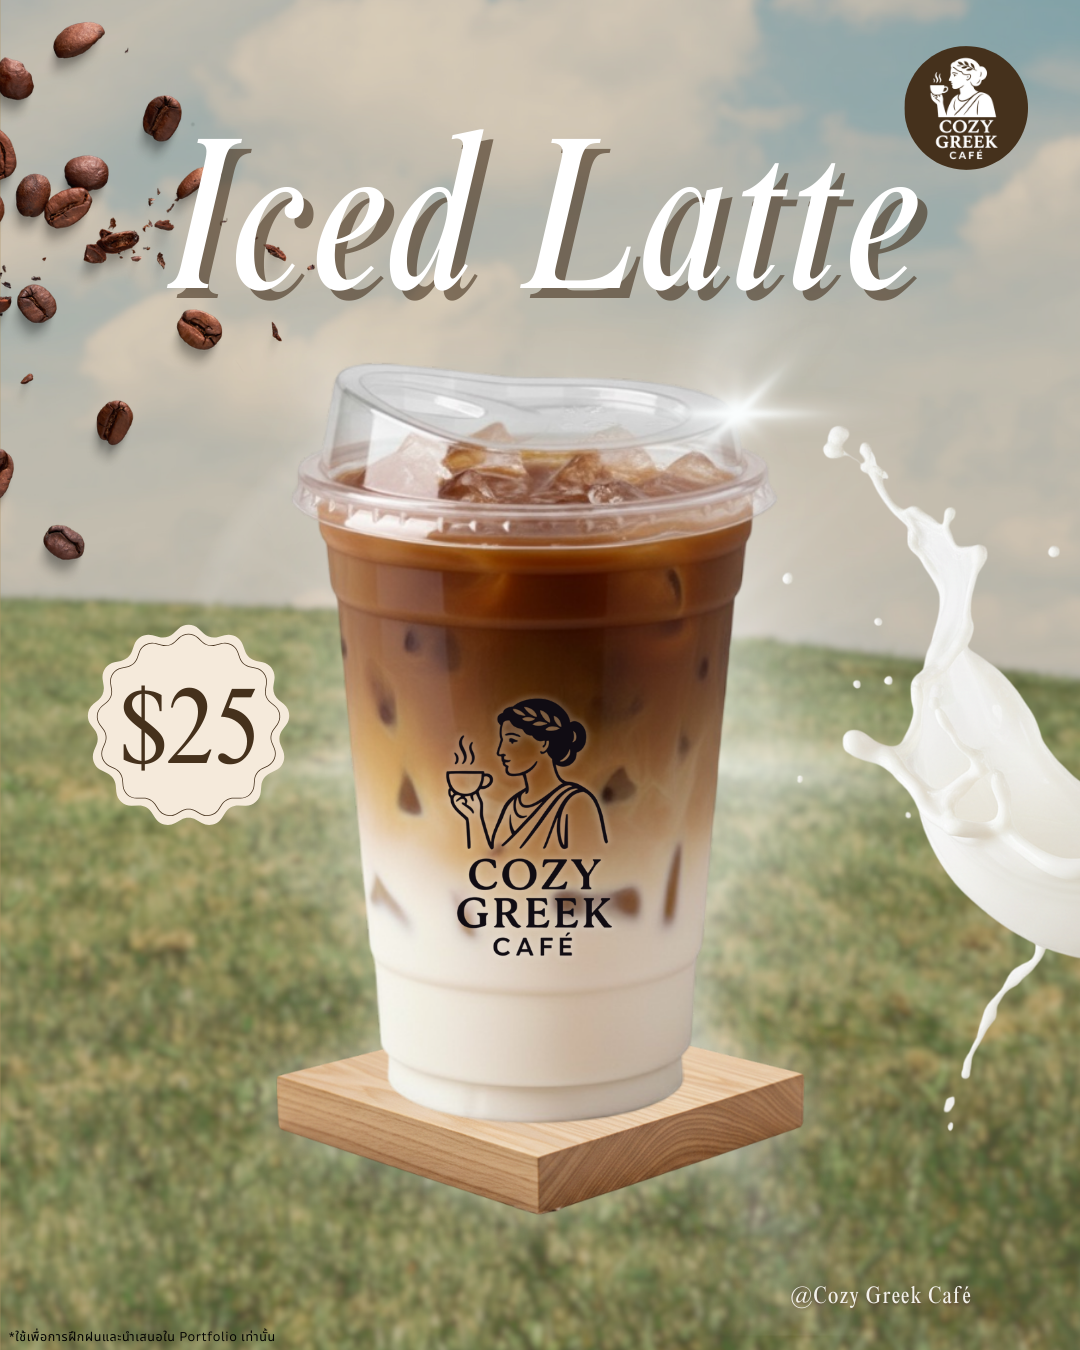 COZY
GREEK
CAFÉ
Iced Latte
$25
COZY
GREEK
CAFÉ
@Cozy Greek Café
*ใช้เพื่อการฝึกฝนและนำเสนอใน Portfolio เท่านั้น